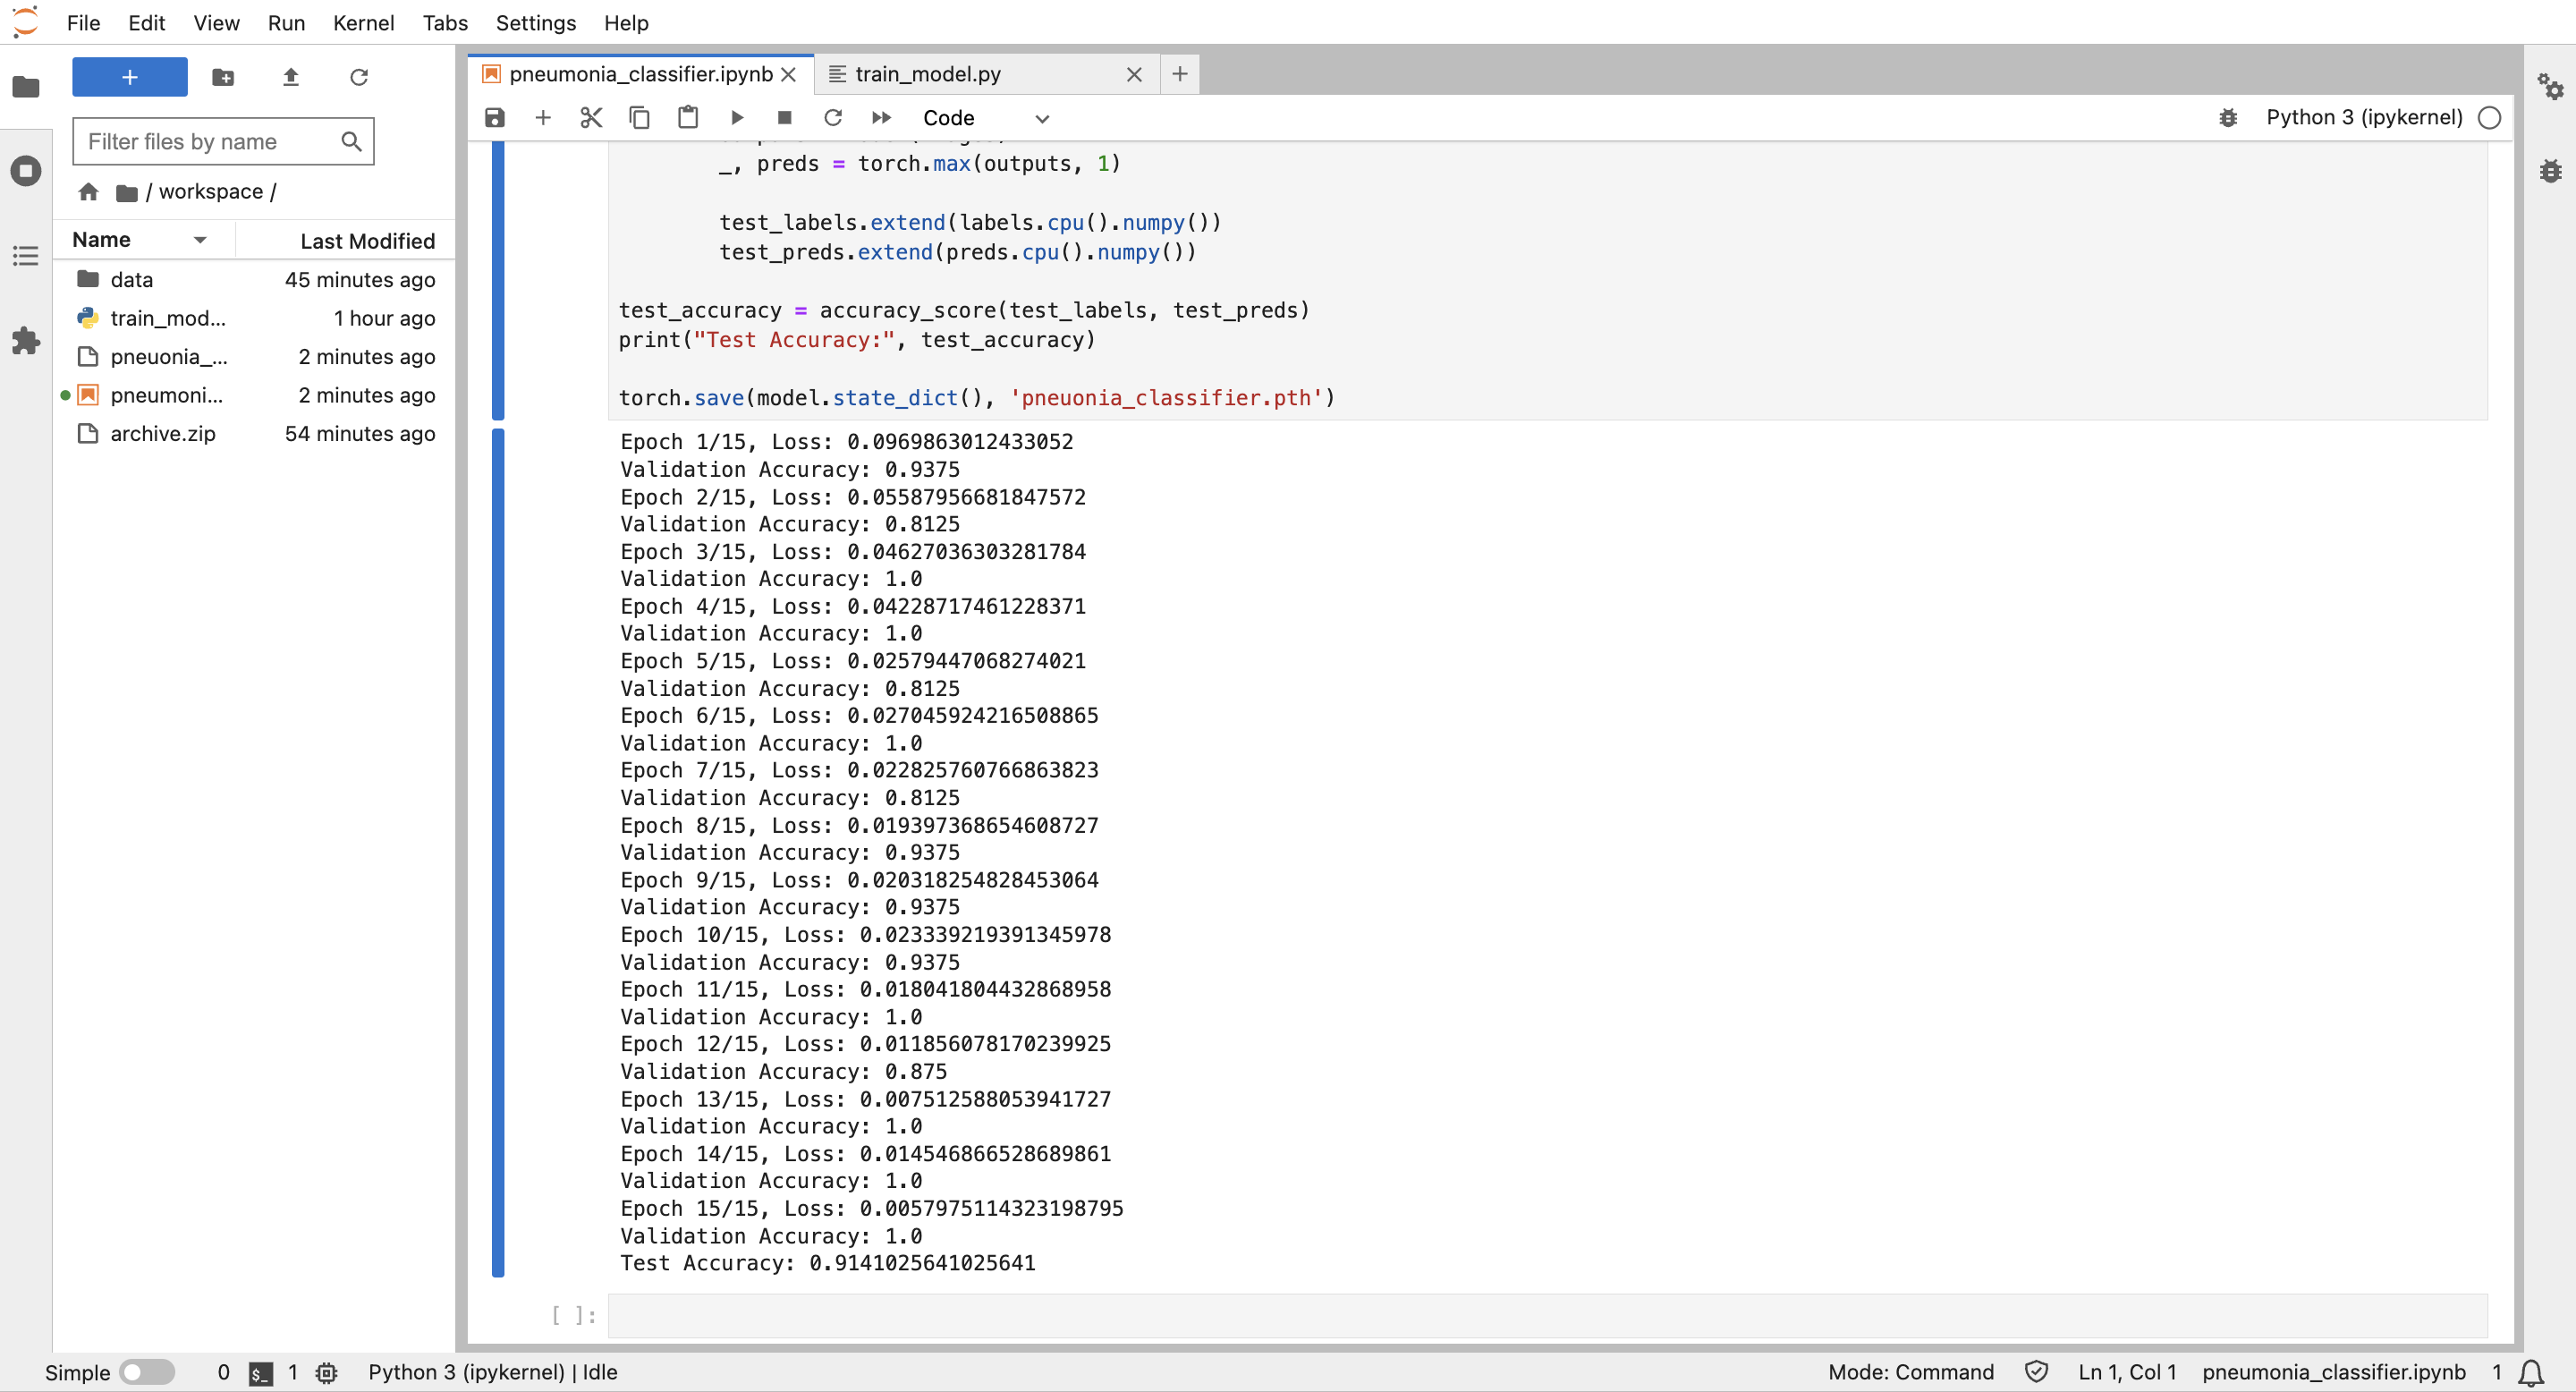 File Edit View Run Kernel Tabs Settings Help
+
Filter files by name
/ workspace /
Name Last Modified
data 45 minutes ago
train_mod... 1 hour ago
pneuonia_... 2 minutes ago
pneumoni... 2 minutes ago
archive.zip 54 minutes ago
pneumonia_classifier.ipynb train_model.py
Code Python 3 (ipykernel)
_, preds = torch.max(outputs, 1)
test_labels.extend(labels.cpu().numpy())
test_preds.extend(preds.cpu().numpy())
test_accuracy = accuracy_score(test_labels, test_preds)
print("Test Accuracy:", test_accuracy)
torch.save(model.state_dict(), 'pneuonia_classifier.pth')
Epoch 1/15, Loss: 0.0969863012433052
Validation Accuracy: 0.9375
Epoch 2/15, Loss: 0.05587956681847572
Validation Accuracy: 0.8125
Epoch 3/15, Loss: 0.04627036303281784
Validation Accuracy: 1.0
Epoch 4/15, Loss: 0.04228717461228371
Validation Accuracy: 1.0
Epoch 5/15, Loss: 0.02579447068274021
Validation Accuracy: 0.8125
Epoch 6/15, Loss: 0.027045924216508865
Validation Accuracy: 1.0
Epoch 7/15, Loss: 0.022825760766863823
Validation Accuracy: 0.8125
Epoch 8/15, Loss: 0.019397368654608727
Validation Accuracy: 0.9375
Epoch 9/15, Loss: 0.020318254828453064
Validation Accuracy: 0.9375
Epoch 10/15, Loss: 0.023339219391345978
Validation Accuracy: 0.9375
Epoch 11/15, Loss: 0.018041804432868958
Validation Accuracy: 1.0
Epoch 12/15, Loss: 0.011856078170239925
Validation Accuracy: 0.875
Epoch 13/15, Loss: 0.007512588053941727
Validation Accuracy: 1.0
Epoch 14/15, Loss: 0.014546866528689861
Validation Accuracy: 1.0
Epoch 15/15, Loss: 0.0057975114323198795
Validation Accuracy: 1.0
Test Accuracy: 0.9141025641025641
[ ]:
Simple 0 $_ 1 Python 3 (ipykernel) | Idle Mode: Command Ln 1, Col 1 pneumonia_classifier.ipynb 1